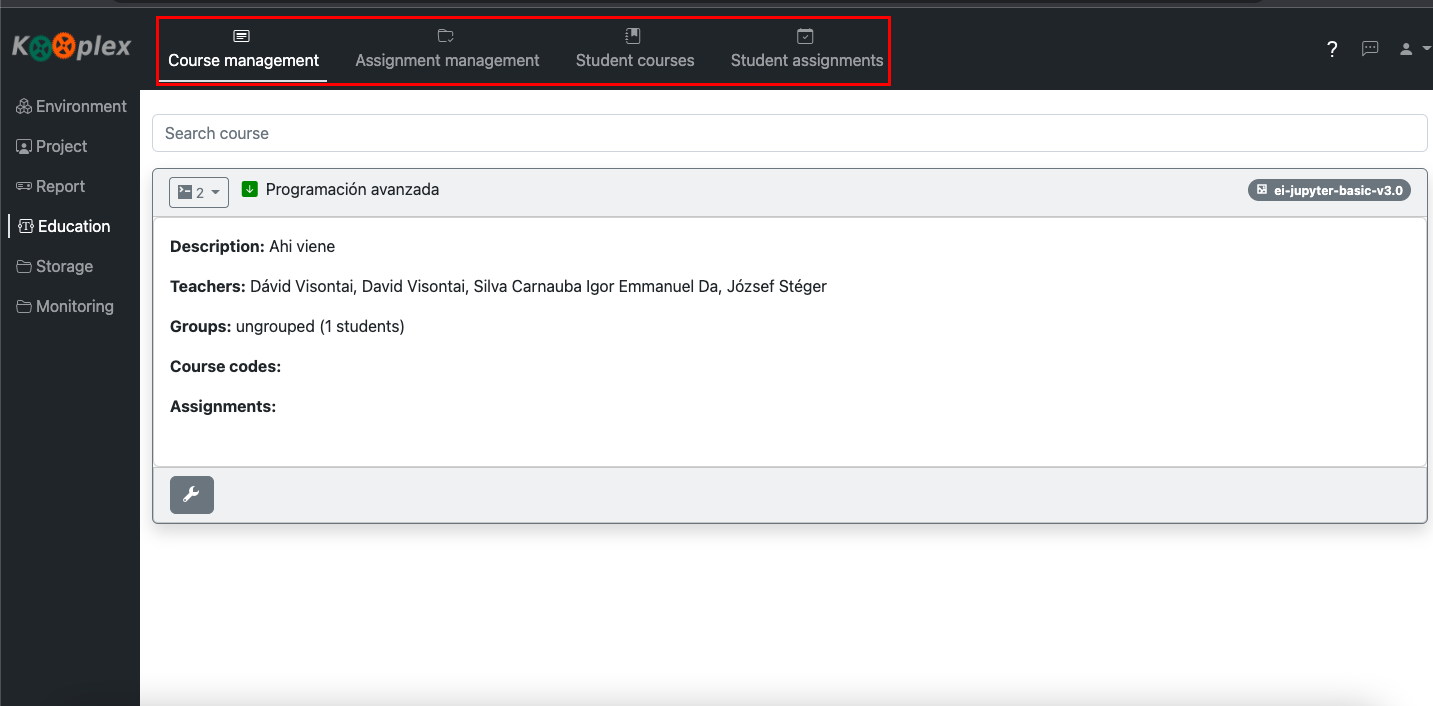 Kooplex
Course management
Assignment management
Student courses
Student assignments
?
Environment
Project
Report
Education
Storage
Monitoring
Search course
2
Programación avanzada
ei-jupyter-basic-v3.0
Description: Ahi viene
Teachers: Dávid Visontai, David Visontai, Silva Carnauba Igor Emmanuel Da, József Stéger
Groups: ungrouped (1 students)
Course codes:
Assignments: